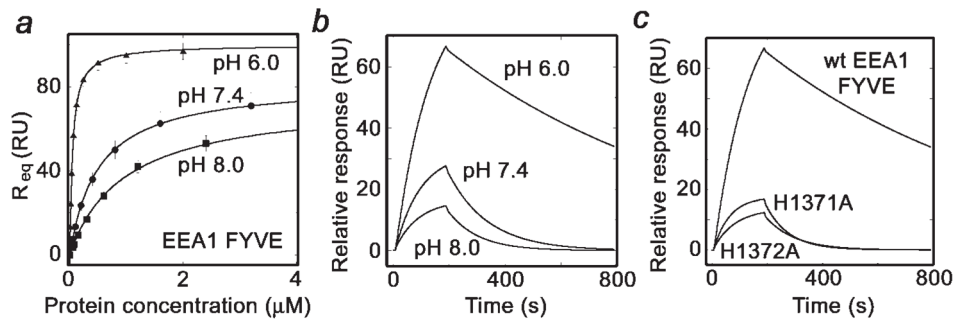 a
R eq (RU)
80
40
0
pH 6.0
pH 7.4
pH 8.0
EEA1 FYVE
0
2
4
Protein concentration (μM)
b
Relative response (RU)
60
40
20
0
pH 6.0
pH 7.4
pH 8.0
0
400
800
Time (s)
c
Relative response (RU)
60
40
20
0
wt EEA1
FYVE
H1371A
H1372A
0
400
800
Time (s)